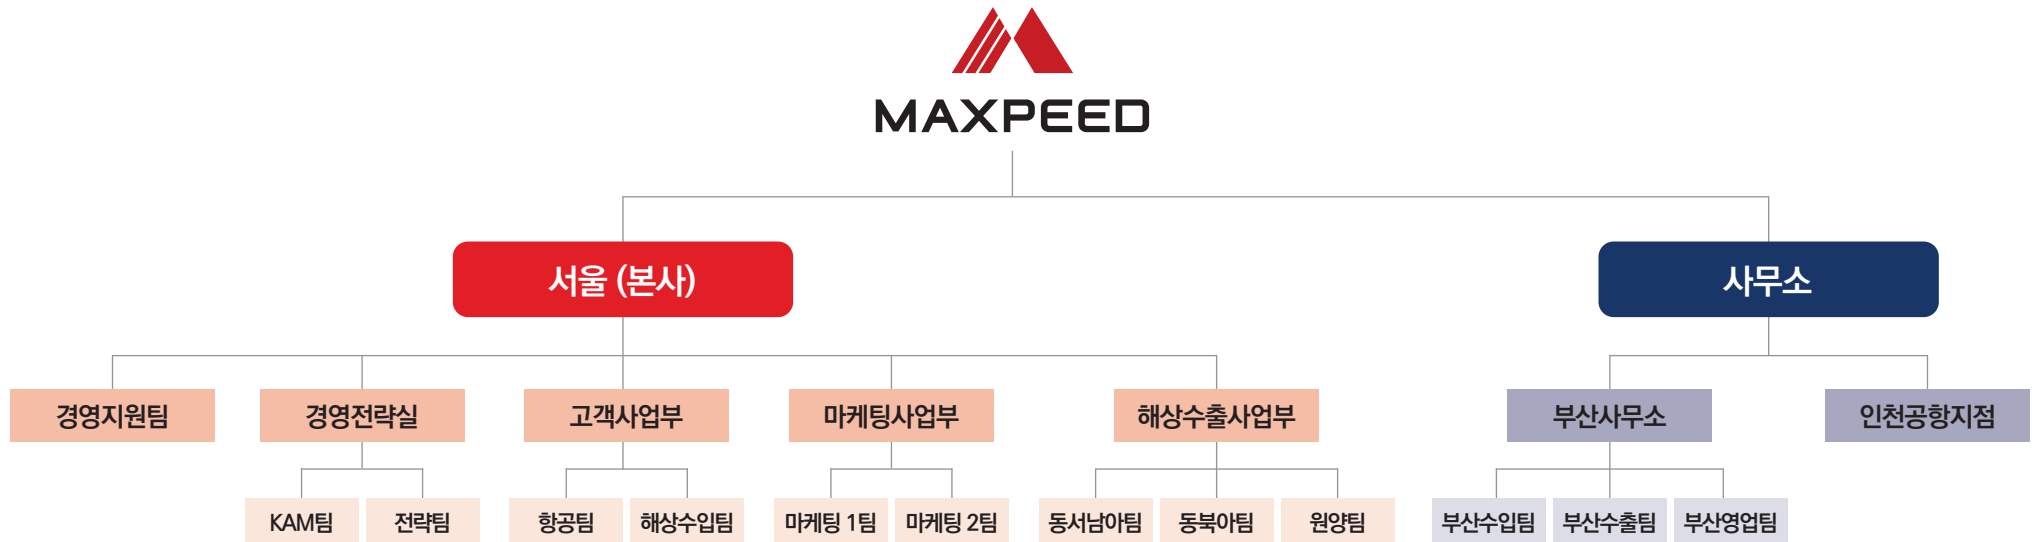 MAXPEED
서울 (본사)
사무소
경영지원팀
경영전략실
고객사업부
마케팅사업부
해상수출사업부
부산사무소
인천공항지점
KAM팀
전략팀
항공팀
해상수입팀
마케팅 1팀
마케팅 2팀
동서남아팀
동북아팀
원양팀
부산수입팀
부산수출팀
부산영업팀